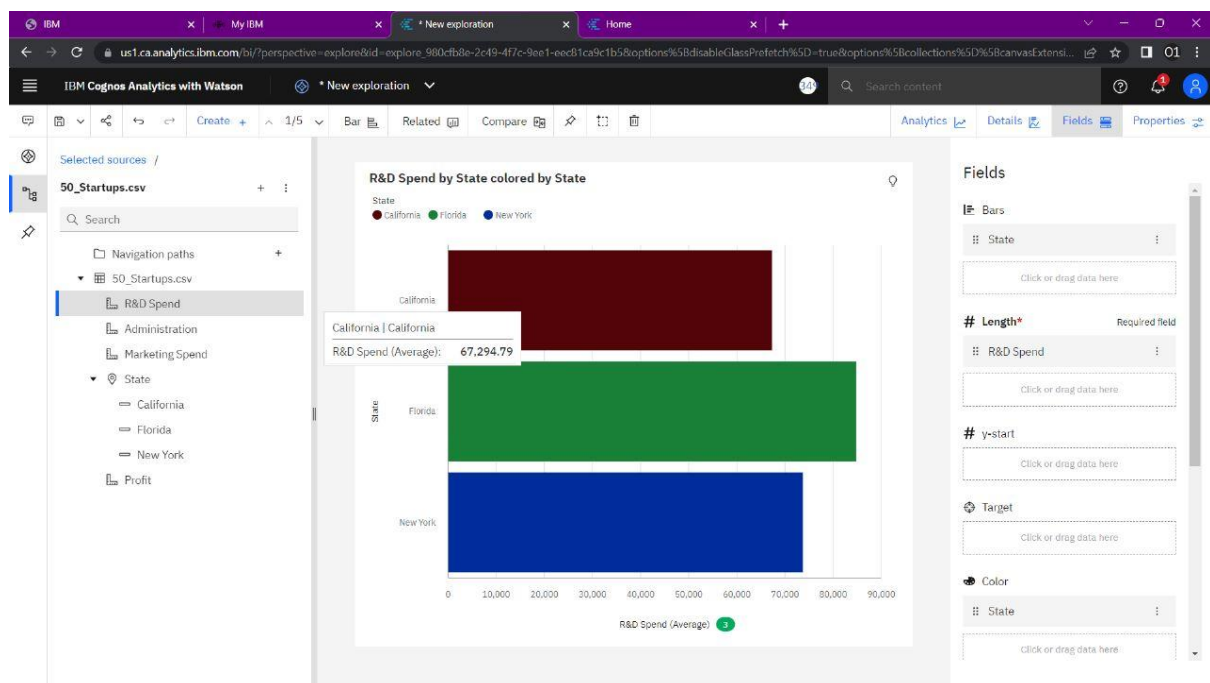 IBM
My IBM
* New exploration
Home
us1.ca.analytics.ibm.com/bi/?perspective=explore&id=explore_980cfb8e-2c49-4f7c-9ee1-eec81ca9c1b5&options%5BdisableGlassPrefetch%5D=true&options%5Bcollections%5D%5BcanvasExtensi...
01
IBM Cognos Analytics with Watson
* New exploration
Search content
1
Create +
1/5
Bar
Related
Compare
Analytics
Details
Fields
Properties
Selected sources /
50_Startups.csv
Search
Navigation paths
50_Startups.csv
R&D Spend
Administration
Marketing Spend
State
California
Florida
New York
Profit
R&D Spend by State colored by State
State
California
Florida
New York
California
California | California
R&D Spend (Average): 67,294.79
State
Florida
New York
0 10,000 20,000 30,000 40,000 50,000 60,000 70,000 80,000 90,000
R&D Spend (Average) 3
Fields
Bars
State
Click or drag data here
# Length* Required field
R&D Spend
Click or drag data here
# y-start
Click or drag data here
Target
Click or drag data here
Color
State
Click or drag data here